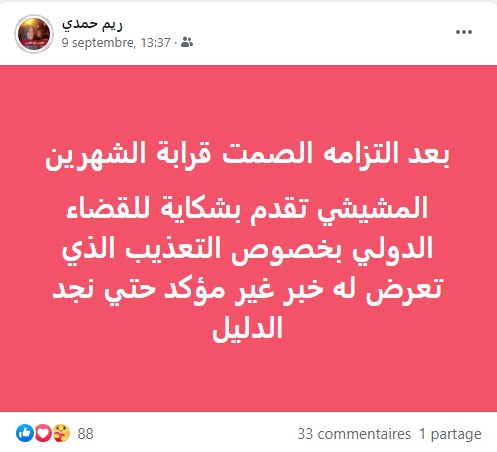 ريم حمدي
9 septembre, 13:37 ·
بعد التزامه الصمت قرابة الشهرين
المشيشي تقدم بشكاية للقضاء
الدولي بخصوص التعذيب الذي
تعرض له خبر غير مؤكد حتي نجد
الدليل
88
33 commentaires 1 partage